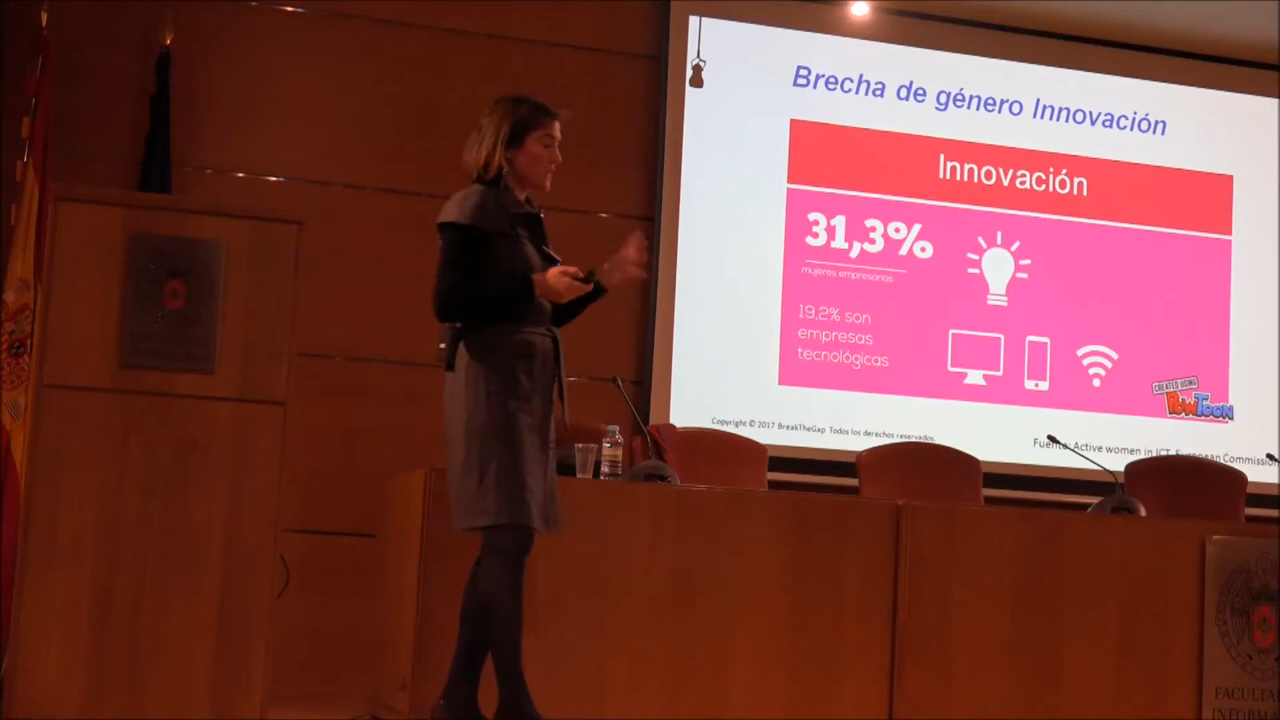 Brecha de género Innovación
Innovación
31,3%
mujeres empresarias
19,2% son
empresas
tecnológicas
CREATED USING
POWTOON
Copyright © 2017 BreakTheGap Todos los derechos reservados.
Fuente: Active women in ICT, European Commission
FACULTA
INFORM